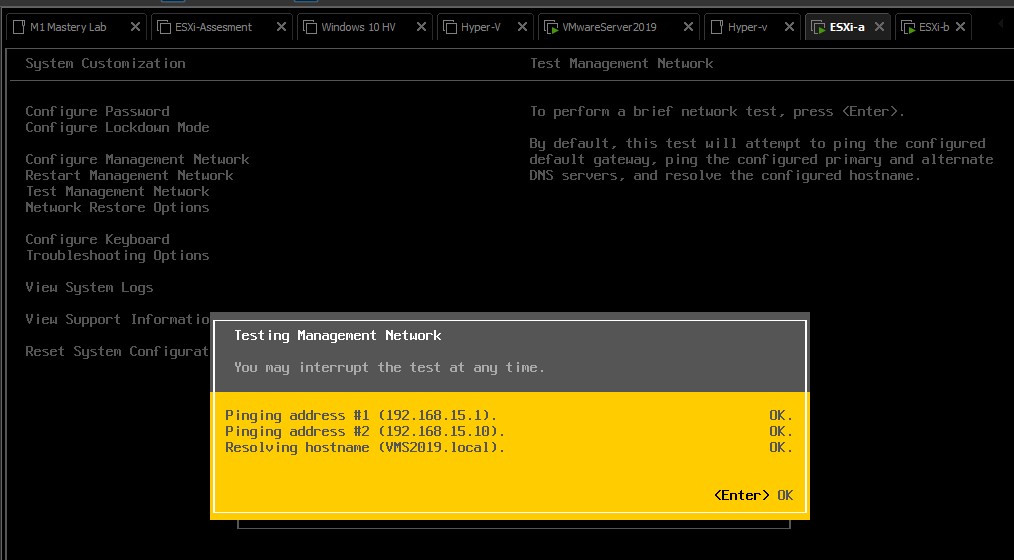 M1 Mastery Lab
ESXi-Assesment
Windows 10 HV
Hyper-V
VMwareServer2019
Hyper-v
ESXi-a
ESXi-b
System Customization
Test Management Network
Configure Password
Configure Lockdown Mode
Configure Management Network
Restart Management Network
Test Management Network
Network Restore Options
Configure Keyboard
Troubleshooting Options
View System Logs
View Support Informatio
Reset System Configurat
To perform a brief network test, press <Enter>.
By default, this test will attempt to ping the configured
default gateway, ping the configured primary and alternate
DNS servers, and resolve the configured hostname.
Testing Management Network
You may interrupt the test at any time.
Pinging address #1 (192.168.15.1). OK.
Pinging address #2 (192.168.15.10). OK.
Resolving hostname (VMS2019.local). OK.
<Enter> OK